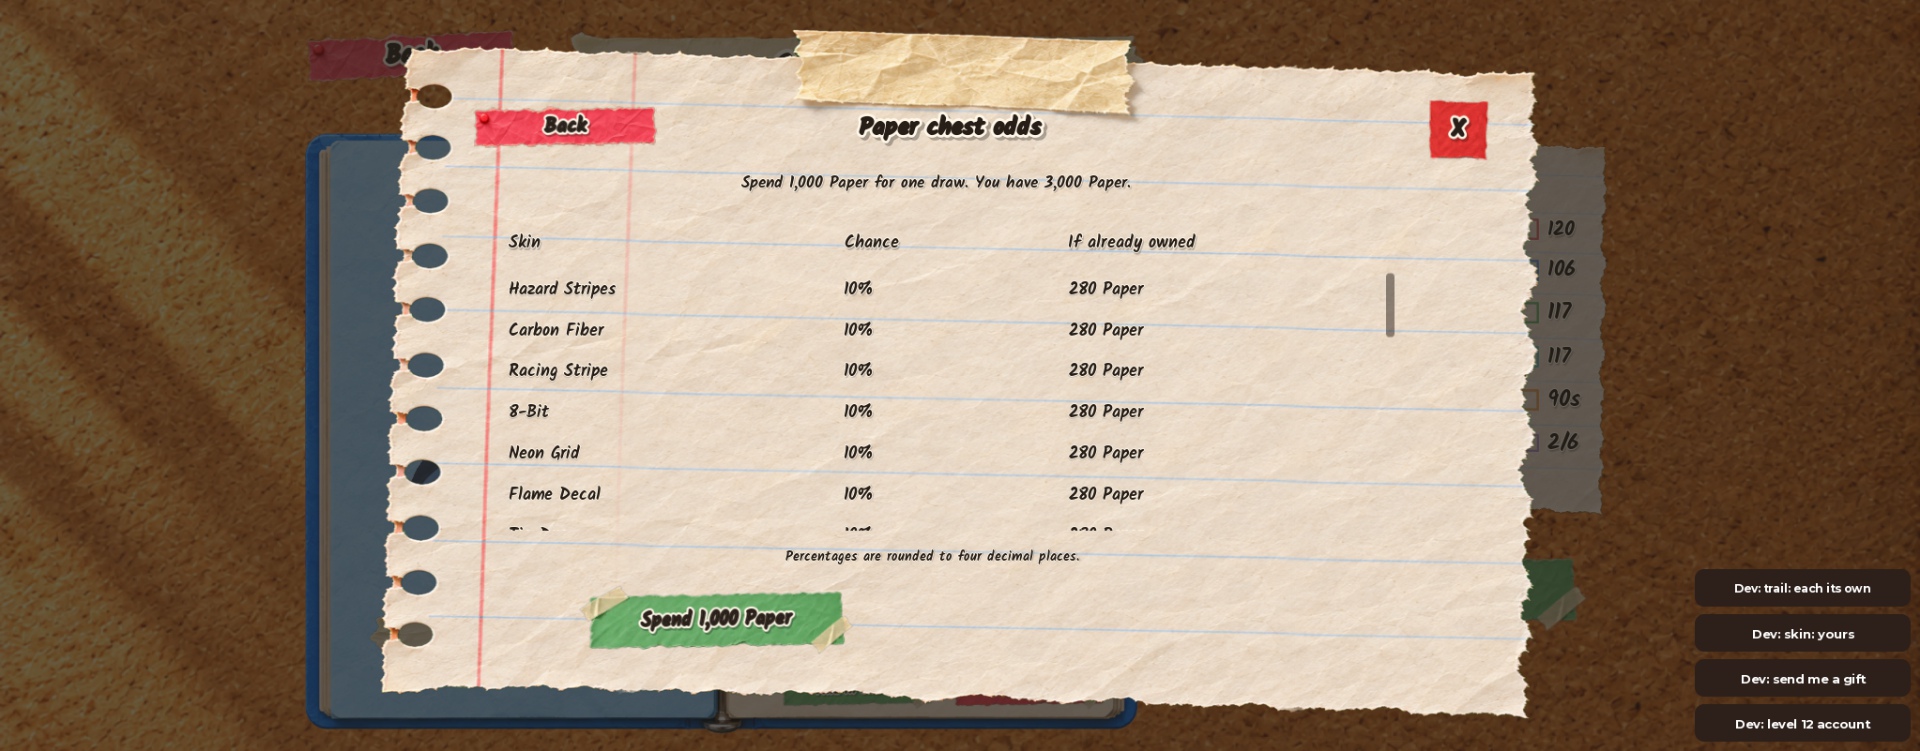 Back
Paper chest odds
X
Spend 1,000 Paper for one draw. You have 3,000 Paper.
Skin Chance If already owned
Hazard Stripes 10% 280 Paper
Carbon Fiber 10% 280 Paper
Racing Stripe 10% 280 Paper
8-Bit 10% 280 Paper
Neon Grid 10% 280 Paper
Flame Decal 10% 280 Paper
Percentages are rounded to four decimal places.
Spend 1,000 Paper
120
106
117
117
90s
2/6
Dev: trail: each its own
Dev: skin: yours
Dev: send me a gift
Dev: level 12 account